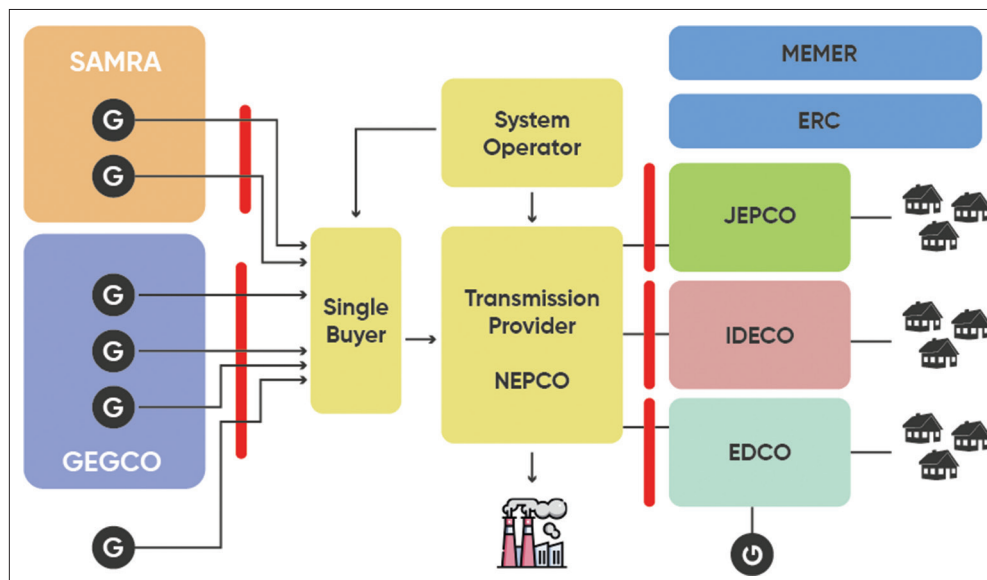 SAMRA
G
G
G
G
G
GEGCO
G
Single
Buyer
System
Operator
Transmission
Provider
NEPCO
MEMER
ERC
JEPCO
IDECO
EDCO
G